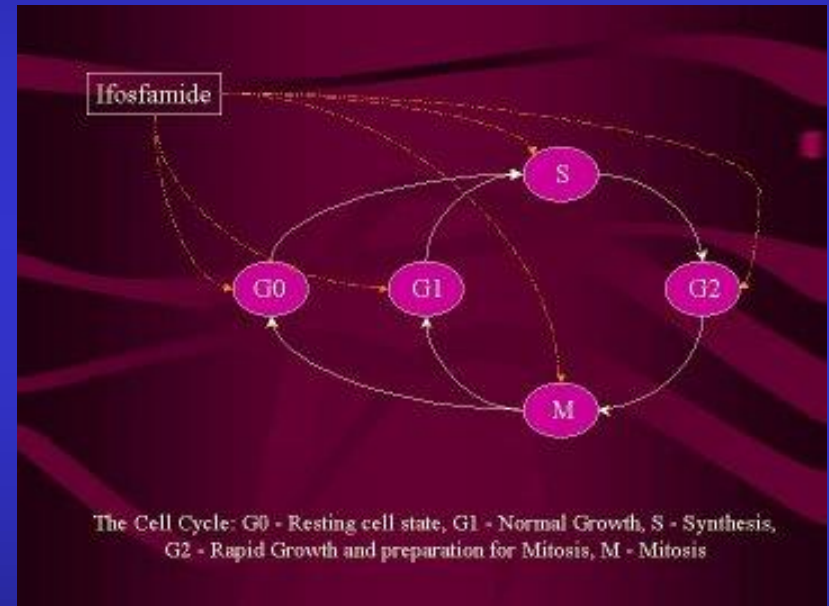 Ifosfamide
S
G0
G1
G2
M
The Cell Cycle: G0 - Resting cell state, G1 - Normal Growth, S - Synthesis,
G2 - Rapid Growth and preparation for Mitosis, M - Mitosis